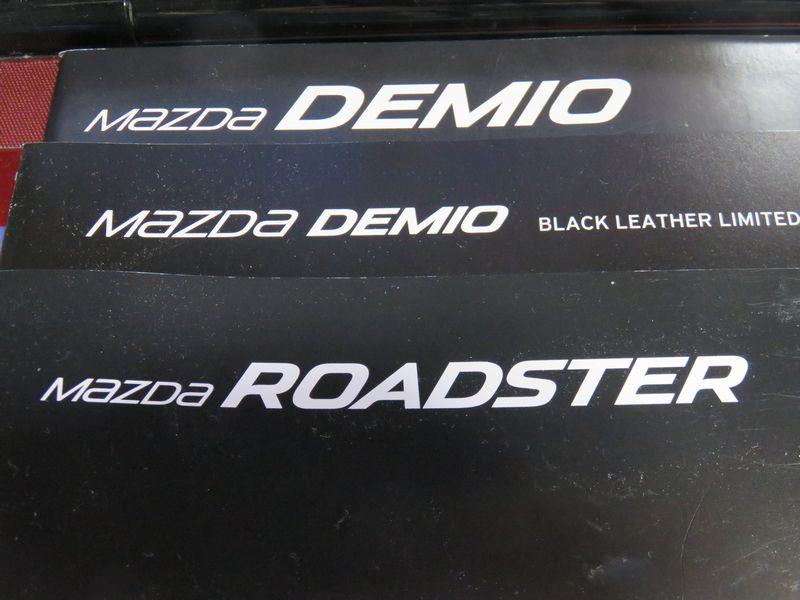 mazda DEMIO
mazda DEMIO BLACK LEATHER LIMITED
mazda ROADSTER